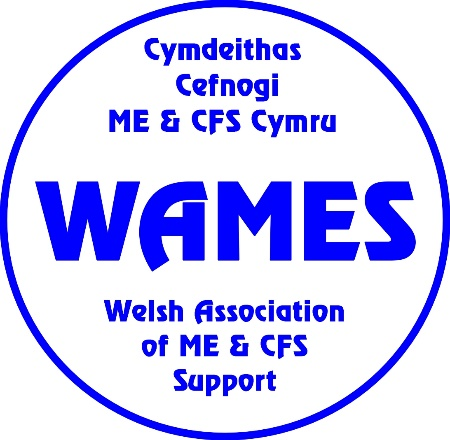 Cymdeithas
Cefnogi
ME & CFS Cymru
WAMES
Welsh Association
of ME & CFS
Support